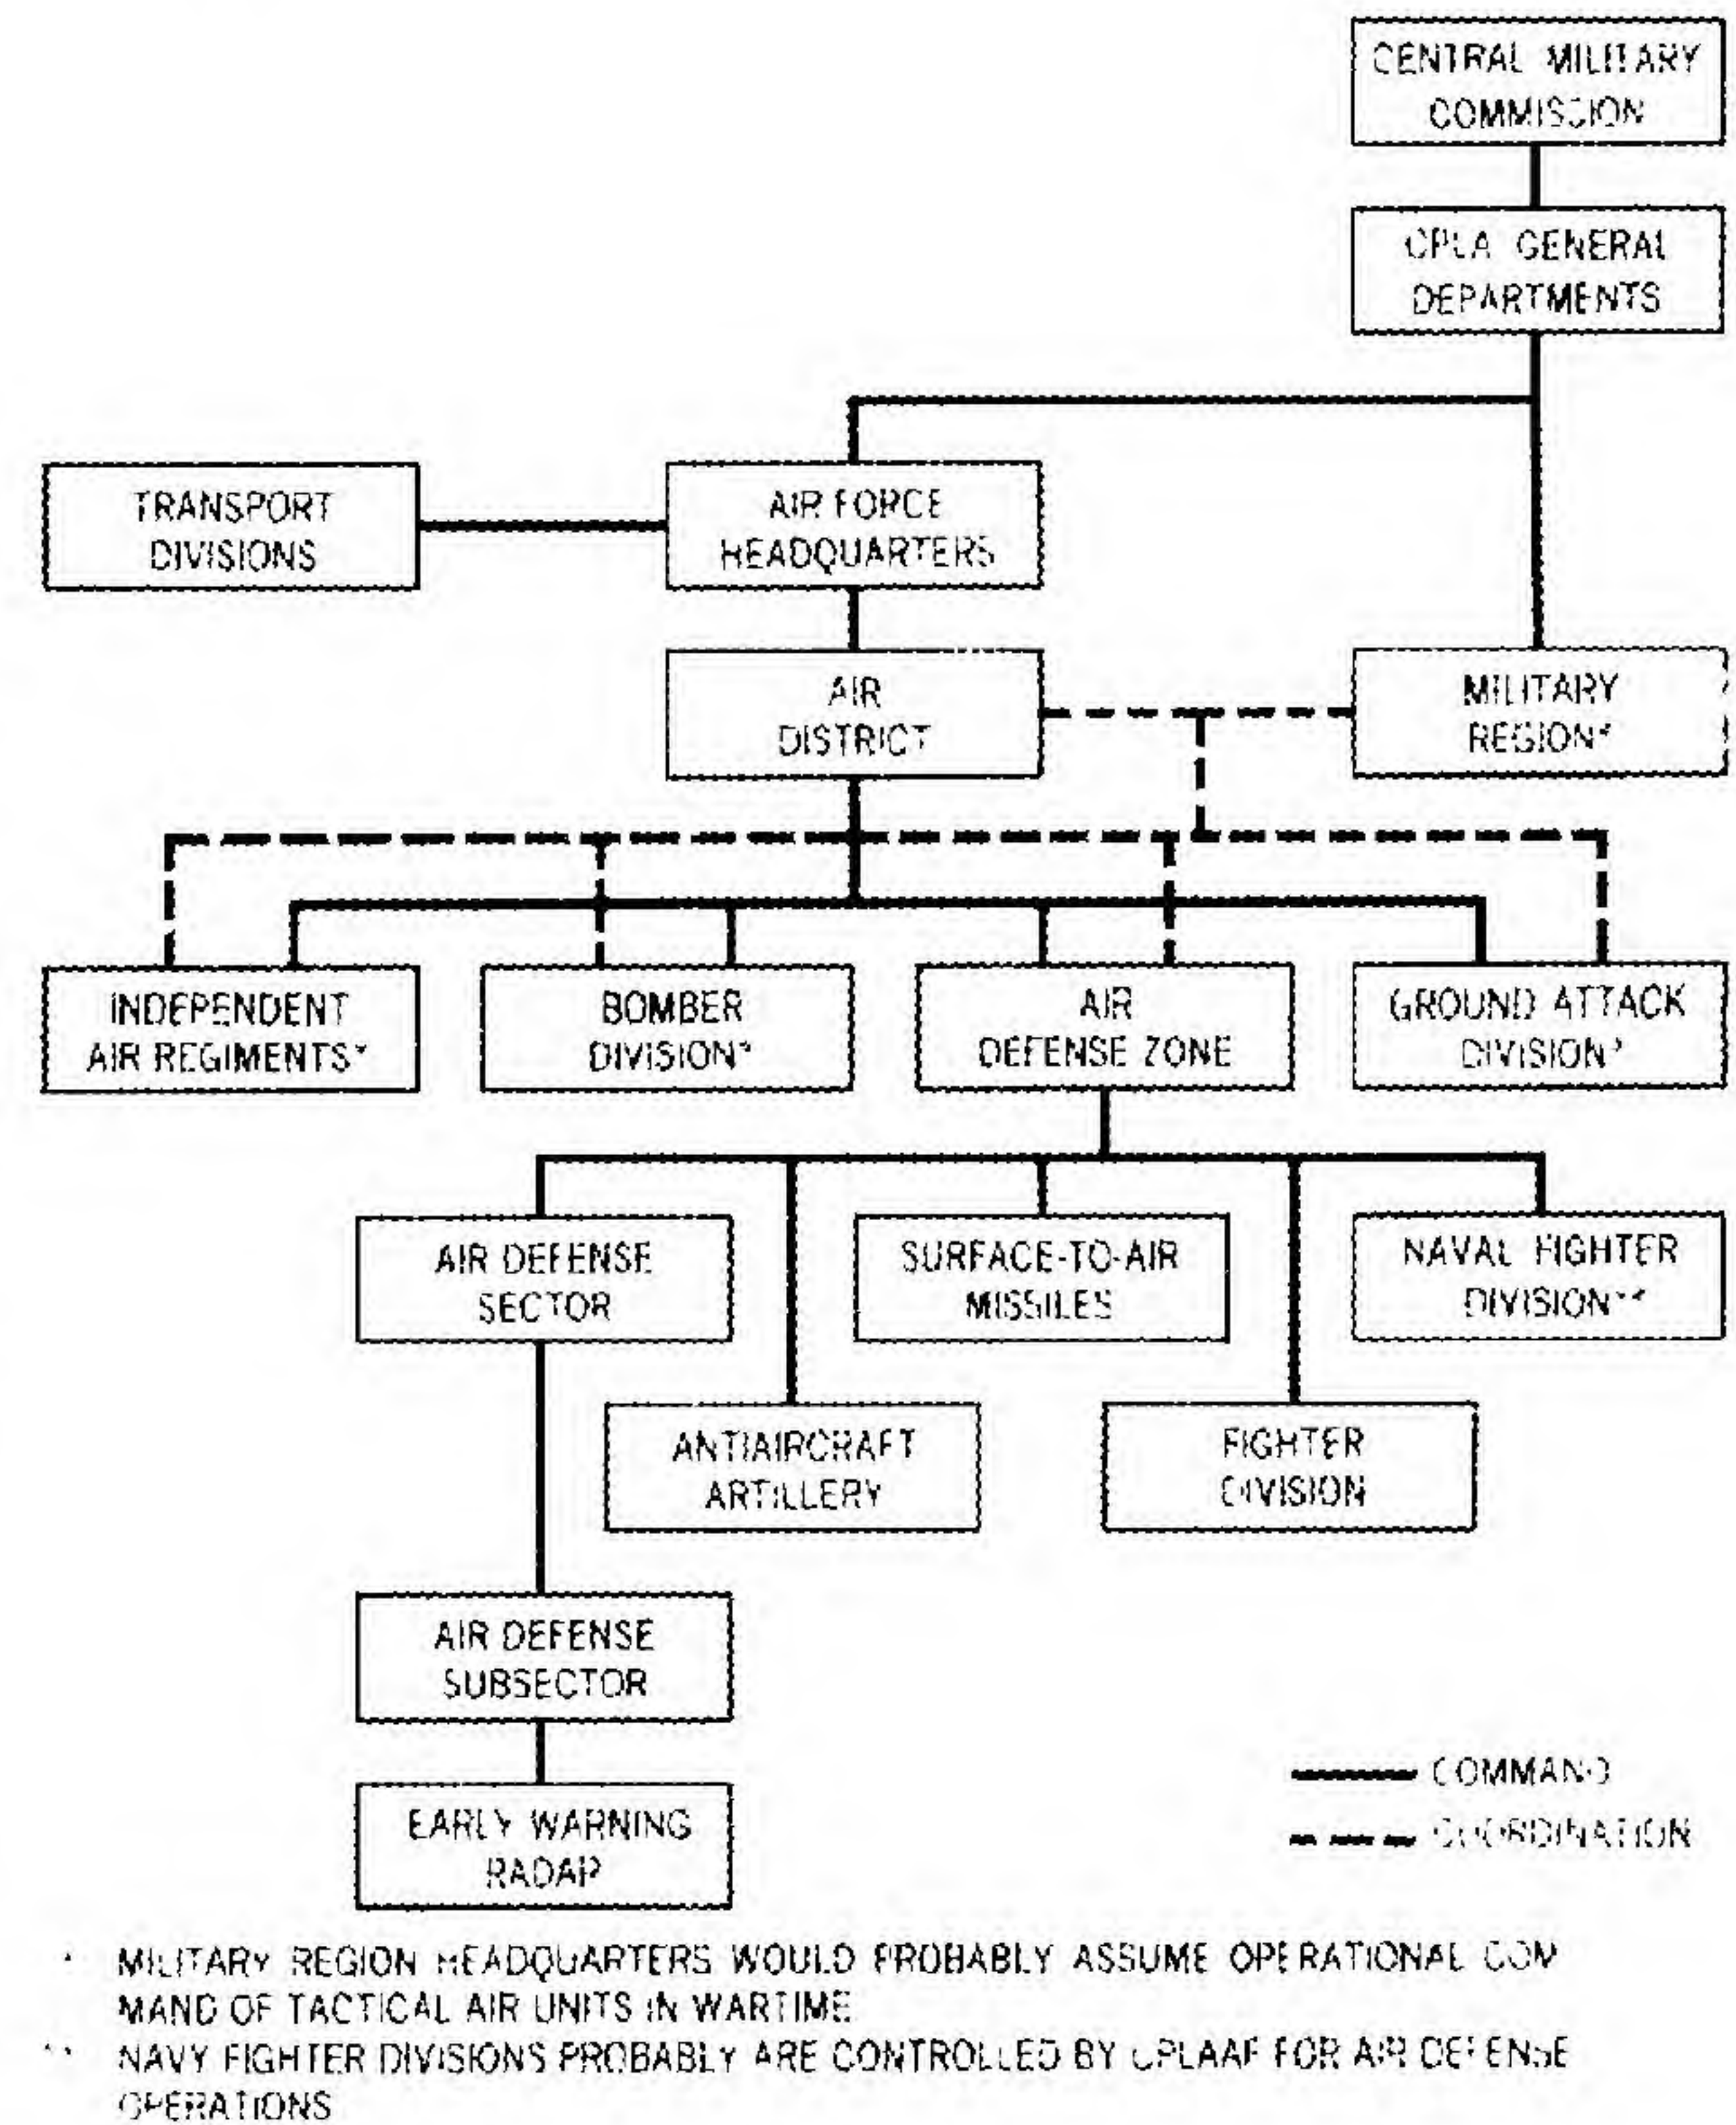 CENTRAL MILITARY
COMMISSION
CPLA GENERAL
DEPARTMENTS
TRANSPORT
DIVISIONS
AIR FORCE
HEADQUARTERS
AIR
DISTRICT
MILITARY
REGION*
INDEPENDENT
AIR REGIMENTS*
BOMBER
DIVISION*
AIR
DEFENSE ZONE
GROUND ATTACK
DIVISION*
AIR DEFENSE
SECTOR
SURFACE-TO-AIR
MISSILES
NAVAL FIGHTER
DIVISION**
ANTIAIRCRAFT
ARTILLERY
FIGHTER
DIVISION
AIR DEFENSE
SUBSECTOR
EARLY WARNING
RADAR
COMMAND
COORDINATION
* MILITARY REGION HEADQUARTERS WOULD PROBABLY ASSUME OPERATIONAL COM
MAND OF TACTICAL AIR UNITS IN WARTIME
** NAVY FIGHTER DIVISIONS PROBABLY ARE CONTROLLED BY CPLAAF FOR AIR DEFENSE
OPERATIONS